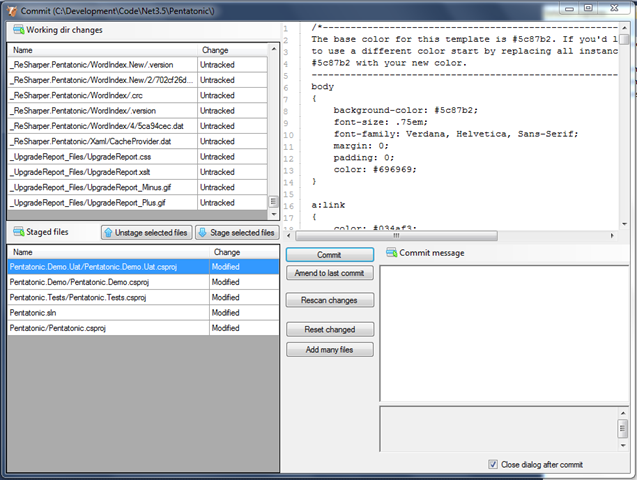 Commit (C:\Development\Code\Net3.5\Pentatonic\)
Working dir changes
Name Change
_ReSharper.Pentatonic/WordIndex.New/.version Untracked
_ReSharper.Pentatonic/WordIndex.New/2/702cf26d... Untracked
_ReSharper.Pentatonic/WordIndex/.crc Untracked
_ReSharper.Pentatonic/WordIndex/.version Untracked
_ReSharper.Pentatonic/WordIndex/4/5ca94cec.dat Untracked
_ReSharper.Pentatonic/Xaml/CacheProvider.dat Untracked
_UpgradeReport_Files/UpgradeReport.css Untracked
_UpgradeReport_Files/UpgradeReport.xslt Untracked
_UpgradeReport_Files/UpgradeReport_Minus.gif Untracked
_UpgradeReport_Files/UpgradeReport_Plus.gif Untracked
Staged files
Unstage selected files
Stage selected files
Name Change
Pentatonic.Demo.Uat/Pentatonic.Demo.Uat.csproj Modified
Pentatonic.Demo/Pentatonic.Demo.csproj Modified
Pentatonic.Tests/Pentatonic.Tests.csproj Modified
Pentatonic.sln Modified
Pentatonic/Pentatonic.csproj Modified
1 /*----------------------------------------
2 The base color for this template is #5c87b2. If you'd l
3 to use a different color start by replacing all instanc
4 #5c87b2 with your new color.
5 ----------------------------------------
6 body
7 {
8 background-color: #5c87b2;
9 font-size: .75em;
10 font-family: Verdana, Helvetica, Sans-Serif;
11 margin: 0;
12 padding: 0;
13 color: #696969;
14 }
15
16 a:link
17 {
18 color: #034af3;
Commit
Amend to last commit
Rescan changes
Reset changed
Add many files
Commit message
Close dialog after commit